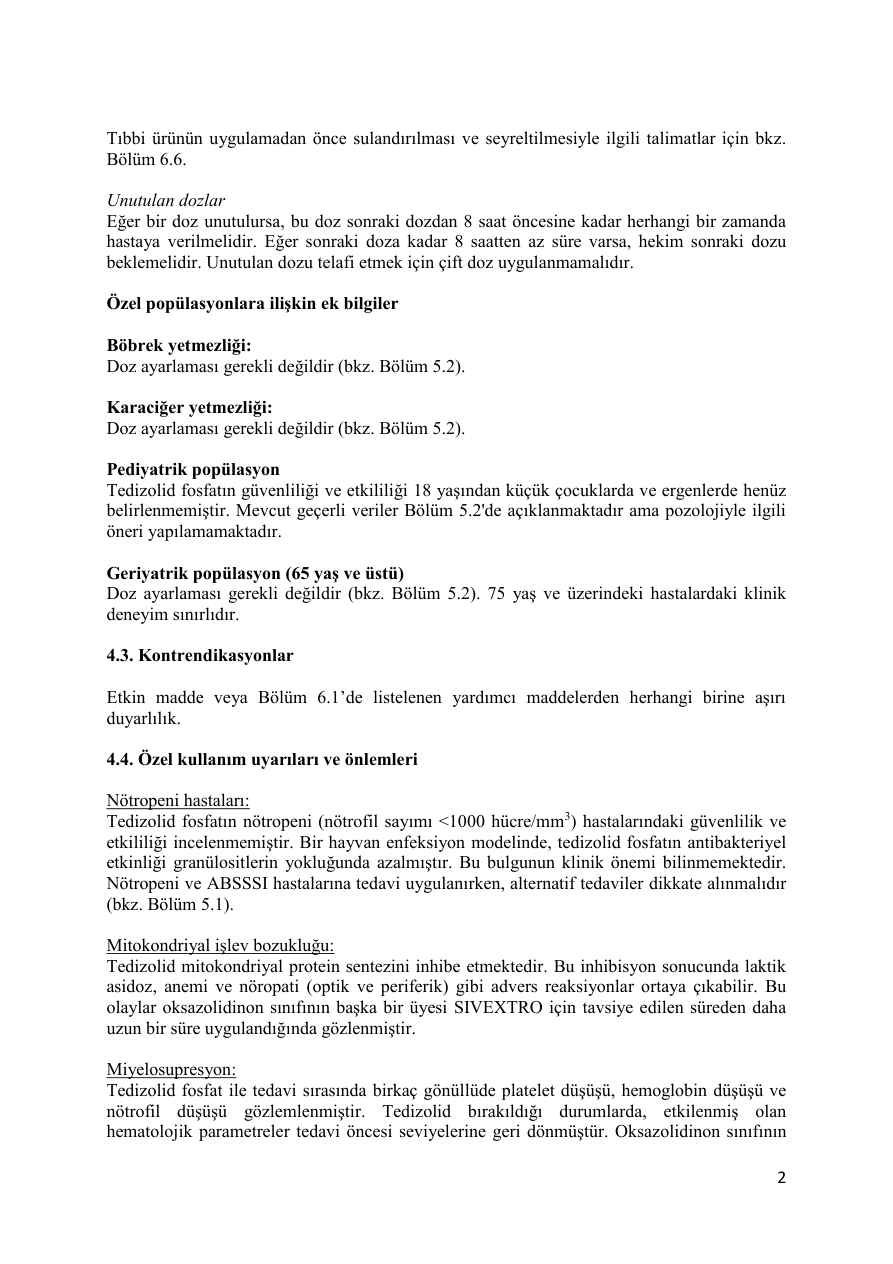 Tıbbi ürünün uygulamadan önce sulandırılması ve seyreltilmesiyle ilgili talimatlar için bkz.
Bölüm 6.6.
Unutulan dozlar
Eğer bir doz unutulursa, bu doz sonraki dozdan 8 saat öncesine kadar herhangi bir zamanda
hastaya verilmelidir. Eğer sonraki doza kadar 8 saatten az süre varsa, hekim sonraki dozu
beklemelidir. Unutulan dozu telafi etmek için çift doz uygulanmamalıdır.
Özel popülasyonlara ilişkin ek bilgiler
Böbrek yetmezliği:
Doz ayarlaması gerekli değildir (bkz. Bölüm 5.2).
Karaciğer yetmezliği:
Doz ayarlaması gerekli değildir (bkz. Bölüm 5.2).
Pediyatrik popülasyon
Tedizolid fosfatın güvenliliği ve etkililiği 18 yaşından küçük çocuklarda ve ergenlerde henüz
belirlenmemiştir. Mevcut geçerli veriler Bölüm 5.2'de açıklanmaktadır ama pozolojiyle ilgili
öneri yapılamamaktadır.
Geriyatrik popülasyon (65 yaş ve üstü)
Doz ayarlaması gerekli değildir (bkz. Bölüm 5.2). 75 yaş ve üzerindeki hastalardaki klinik
deneyim sınırlıdır.
4.3. Kontrendikasyonlar
Etkin madde veya Bölüm 6.1’de listelenen yardımcı maddelerden herhangi birine aşırı
duyarlılık.
4.4. Özel kullanım uyarıları ve önlemleri
Nötropeni hastaları:
Tedizolid fosfatın nötropeni (nötrofil sayımı <1000 hücre/mm³) hastalarındaki güvenlilik ve
etkililiği incelenmemiştir. Bir hayvan enfeksiyon modelinde, tedizolid fosfatın antibakteriyel
etkinliği granülositlerin yokluğunda azalmıştır. Bu bulgunun klinik önemi bilinmemektedir.
Nötropeni ve ABSSSI hastalarına tedavi uygulanırken, alternatif tedaviler dikkate alınmalıdır
(bkz. Bölüm 5.1).
Mitokondriyal işlev bozukluğu:
Tedizolid mitokondriyal protein sentezini inhibe etmektedir. Bu inhibisyon sonucunda laktik
asidoz, anemi ve nöropati (optik ve periferik) gibi advers reaksiyonlar ortaya çıkabilir. Bu
olaylar oksazolidinon sınıfının başka bir üyesi SIVEXTRO için tavsiye edilen süreden daha
uzun bir süre uygulandığında gözlenmiştir.
Miyelosupresyon:
Tedizolid fosfat ile tedavi sırasında birkaç gönüllüde platelet düşüşü, hemoglobin düşüşü ve
nötrofil düşüşü gözlemlenmiştir. Tedizolid bırakıldığı durumlarda, etkilenmiş olan
hematolojik parametreler tedavi öncesi seviyelerine geri dönmüştür. Oksazolidinon sınıfının
2